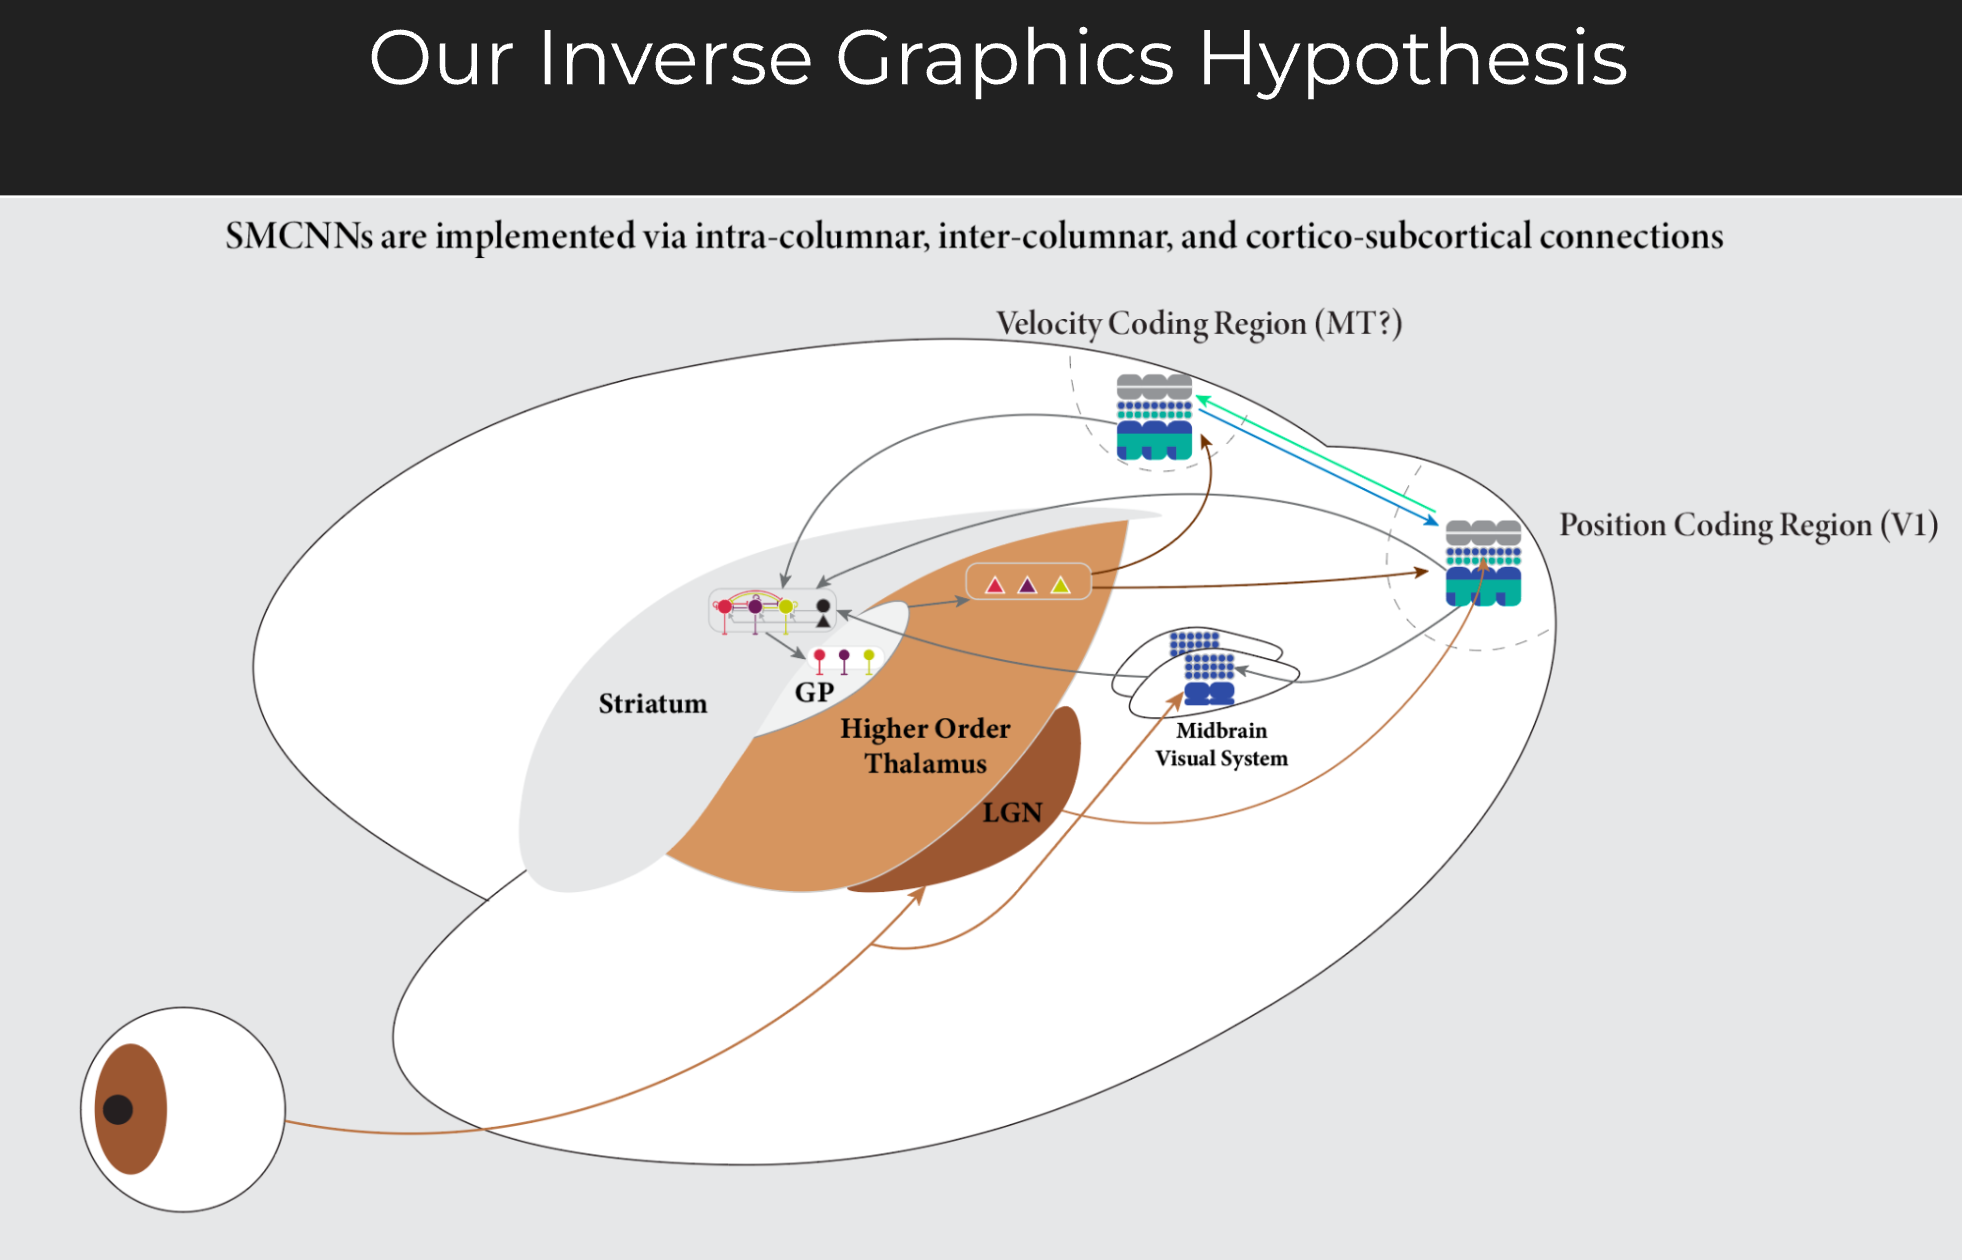 Our Inverse Graphics Hypothesis
SMCNNs are implemented via intra-columnar, inter-columnar, and cortico-subcortical connections
Velocity Coding Region (MT?)
Position Coding Region (V1)
Striatum
GP
Higher Order
Thalamus
LGN
Midbrain
Visual System